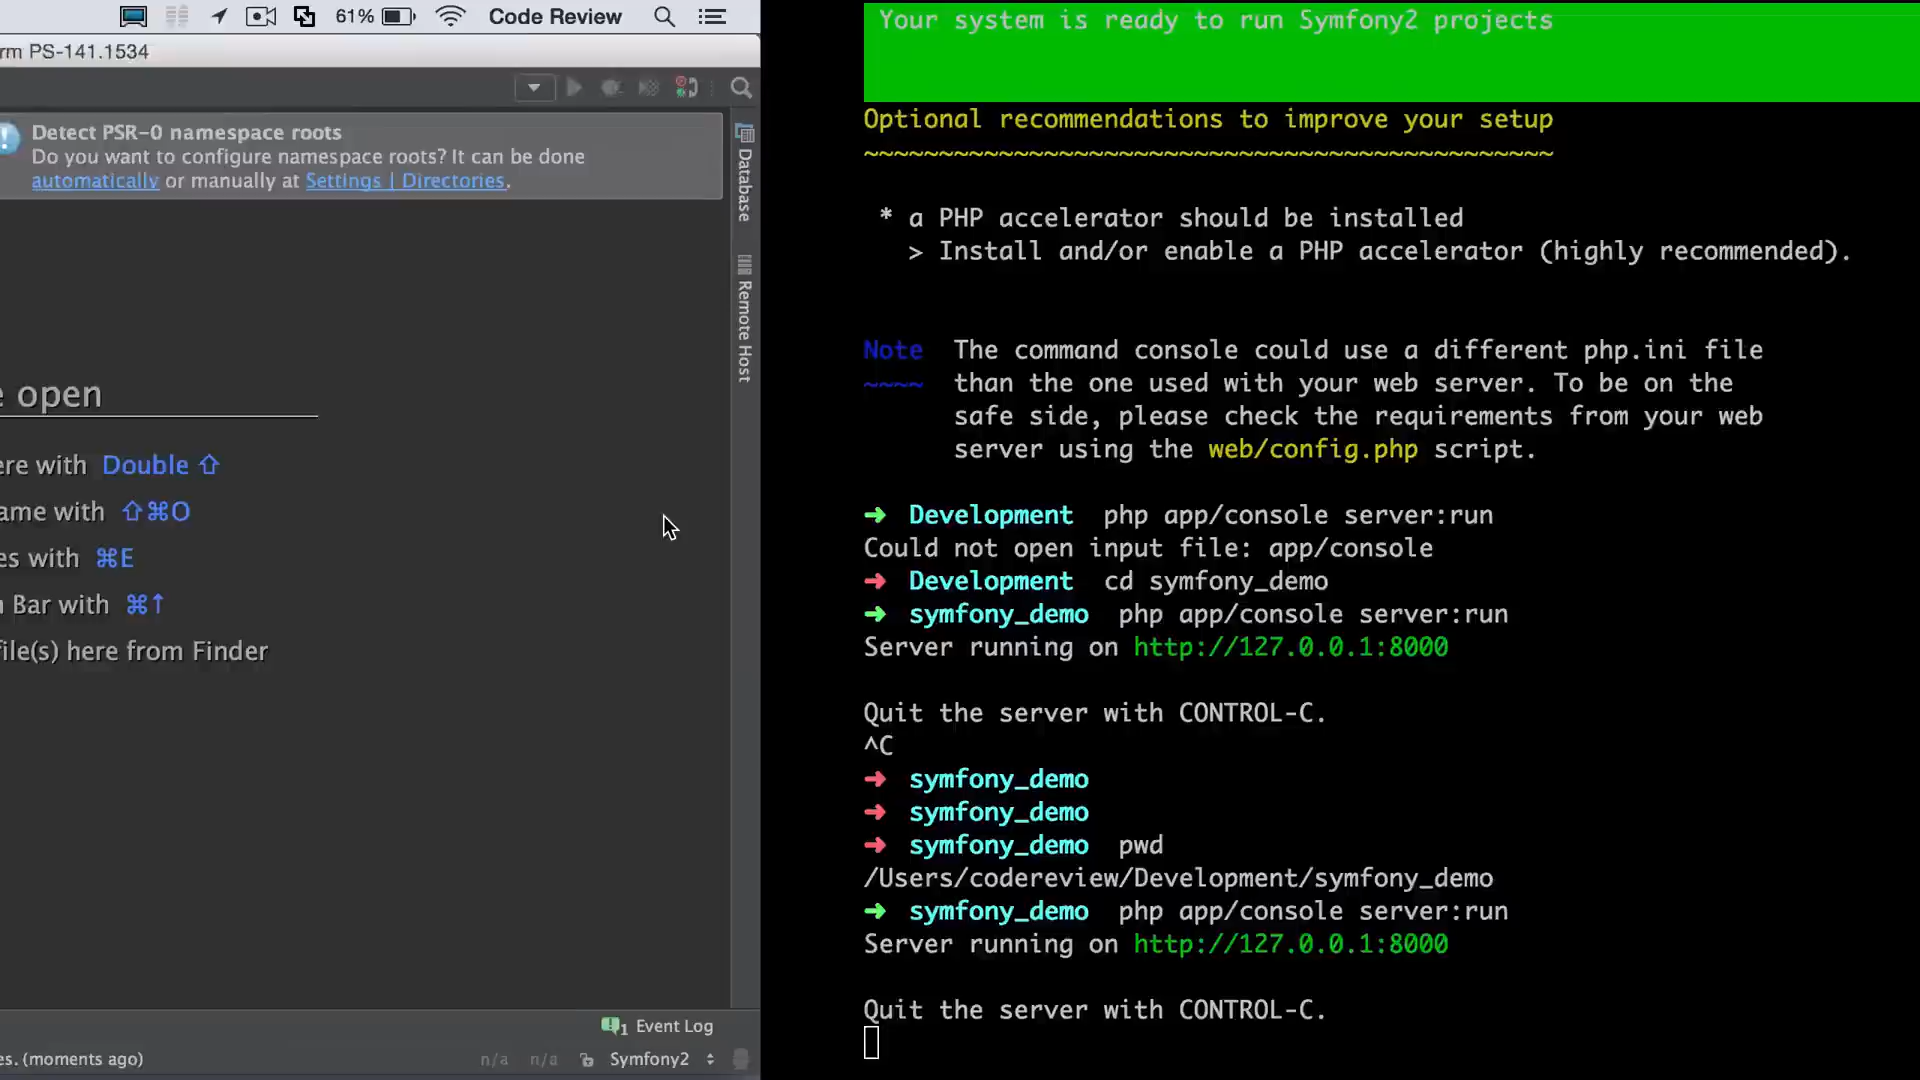 61% Code Review
rm PS-141.1534
Detect PSR-0 namespace roots
Do you want to configure namespace roots? It can be done
automatically or manually at Settings | Directories.
Database
Remote Host
e open
ere with Double ⇧
ame with ⇧⌘O
es with ⌘E
n Bar with ⌘↑
file(s) here from Finder
1 Event Log
es. (moments ago)
n/a n/a Symfony2
Your system is ready to run Symfony2 projects
Optional recommendations to improve your setup
~~~~~~~~~~~~~~~~~~~~~~~~~~~~~~~~~~~~~~~~~~~~~~
* a PHP accelerator should be installed
> Install and/or enable a PHP accelerator (highly recommended).
Note The command console could use a different php.ini file
~~~~ than the one used with your web server. To be on the
safe side, please check the requirements from your web
server using the web/config.php script.
➜ Development php app/console server:run
Could not open input file: app/console
➜ Development cd symfony_demo
➜ symfony_demo php app/console server:run
Server running on http://127.0.0.1:8000
Quit the server with CONTROL-C.
^C
➜ symfony_demo
➜ symfony_demo
➜ symfony_demo pwd
/Users/codereview/Development/symfony_demo
➜ symfony_demo php app/console server:run
Server running on http://127.0.0.1:8000
Quit the server with CONTROL-C.